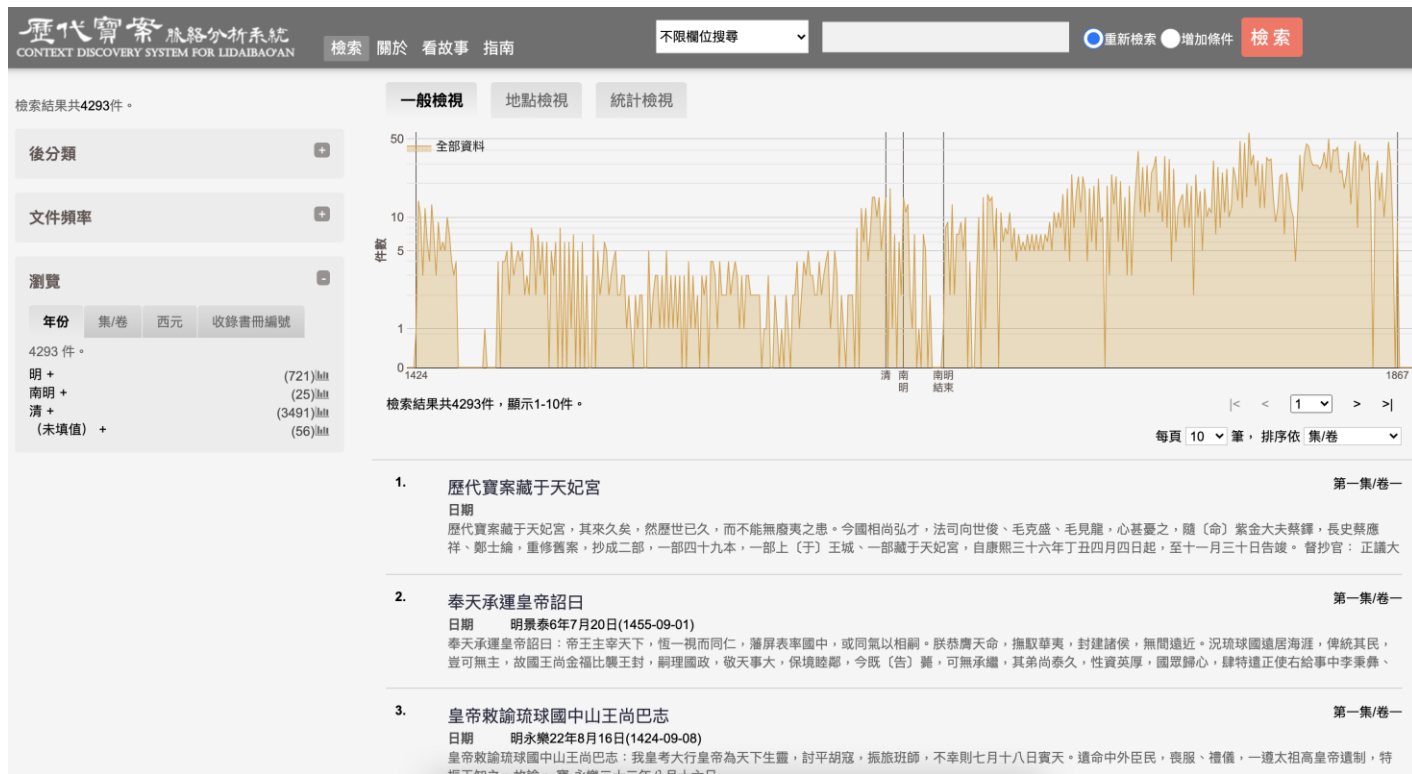 歷代寶案 脉絡分析系統
CONTEXT DISCOVERY SYSTEM FOR LIDAIBAO'AN
檢索 關於 看故事 指南
不限欄位搜尋
重新檢索 增加條件 檢索
檢索結果共4293件。
後分類 +
文件頻率 +
瀏覽 -
年份 集/卷 西元 收錄書冊編號
4293 件。
明 + (721)
南明 + (25)
清 + (3491)
（未填值） + (56)
一般檢視 地點檢視 統計檢視
全部資料
50
10
5
1
0
件數
1424 清 南明 南明結束 1867
檢索結果共4293件，顯示1-10件。
|< < 1 > >|
每頁 10 筆， 排序依 集/卷
1. 歷代寶案藏于天妃宮 第一集/卷一
日期
歷代寶案藏于天妃宮，其來久矣，然歷世已久，而不能無廢夷之患。今國相尚弘才，法司向世俊、毛克盛、毛見龍，心甚憂之，隨〔命〕紫金大夫蔡鐸，長史蔡應
祥、鄭士綸，重修舊案，抄成二部，一部四十九本，一部上〔于〕王城、一部藏于天妃宮，自康熙三十六年丁丑四月四日起，至十一月三十日告竣。 督抄官： 正議大
2. 奉天承運皇帝詔曰 第一集/卷一
日期 明景泰6年7月20日(1455-09-01)
奉天承運皇帝詔曰：帝王主宰天下，恆一視而同仁，藩屏表率國中，或同氣以相嗣。朕恭膺天命，撫馭華夷，封建諸侯，無間遠近。況琉球國遠居海涯，俾統其民，
豈可無主，故國王尚金福比襲王封，嗣理國政，敬天事大，保境睦鄰，今既〔告〕薨，可無承繼，其弟尚泰久，性資英厚，國眾歸心，肆特遣正使右給事中李秉彝、
3. 皇帝敕諭琉球國中山王尚巴志 第一集/卷一
日期 明永樂22年8月16日(1424-09-08)
皇帝敕諭琉球國中山王尚巴志：我皇考大行皇帝為天下生靈，討平胡寇，振旅班師，不幸則七月十八日賓天。遺命中外臣民，喪服、禮儀，一遵太祖高皇帝遺制，特